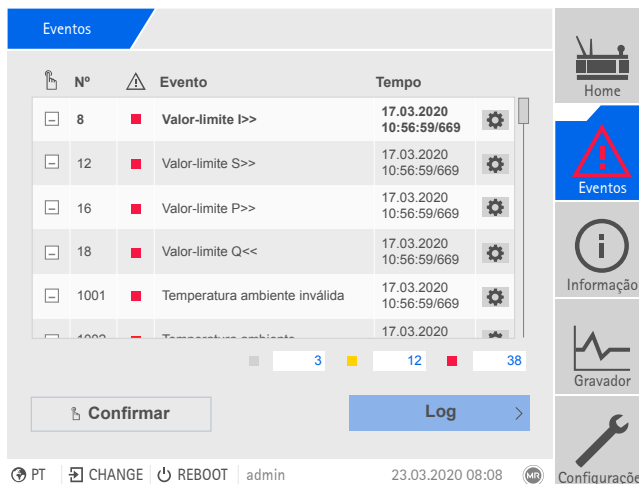 Eventos
Nº Evento Tempo
8 Valor-limite I>> 17.03.2020
10:56:59/669
12 Valor-limite S>> 17.03.2020
10:56:59/669
16 Valor-limite P>> 17.03.2020
10:56:59/669
18 Valor-limite Q<< 17.03.2020
10:56:59/669
1001 Temperatura ambiente inválida 17.03.2020
10:56:59/669
17.03.2020
3 12 38
Confirmar Log
PT CHANGE REBOOT admin 23.03.2020 08:08 MR
Home
Eventos
Informação
Gravador
Configuraçõe